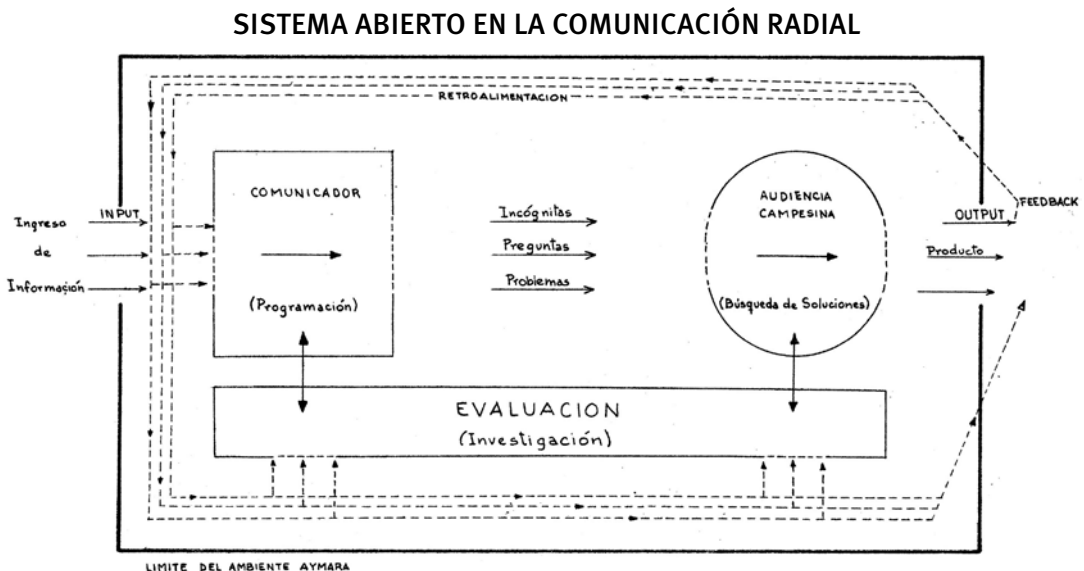 SISTEMA ABIERTO EN LA COMUNICACIÓN RADIAL
RETROALIMENTACION
COMUNICADOR
(Programación)
Incógnitas
Preguntas
Problemas
AUDIENCIA
CAMPESINA
(Búsqueda de Soluciones)
INPUT
Ingreso
de
Información
OUTPUT
Producto
FEEDBACK
EVALUACION
(Investigación)
LIMITE DEL AMBIENTE AYMARA